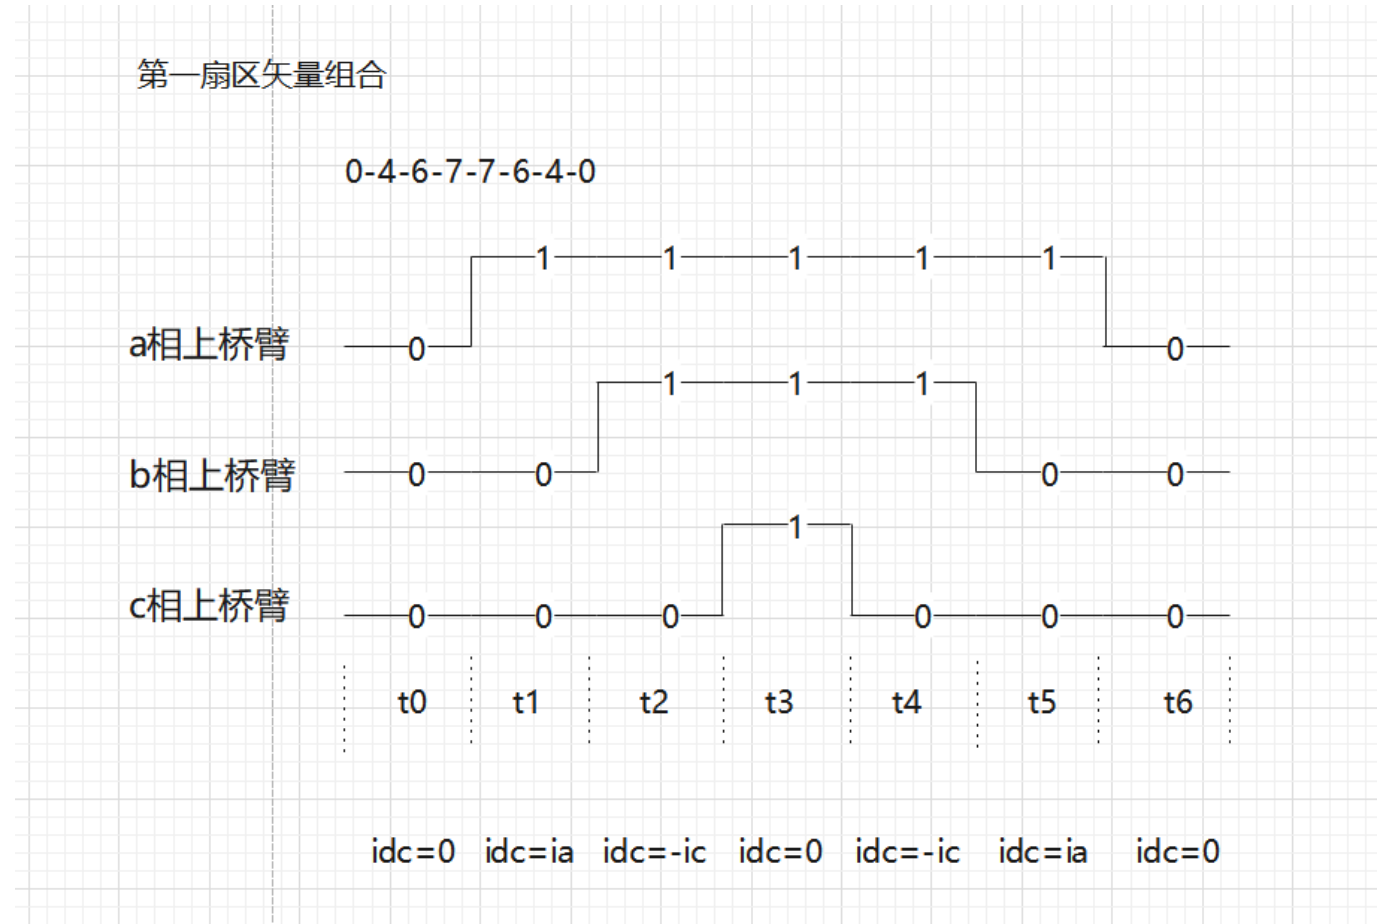 第一扇区矢量组合
0-4-6-7-7-6-4-0
1 1 1 1 1
a相上桥臂 0 0
1 1 1
b相上桥臂 0 0 0 0
1
c相上桥臂 0 0 0 0 0 0
t0 t1 t2 t3 t4 t5 t6
idc=0 idc=ia idc=-ic idc=0 idc=-ic idc=ia idc=0